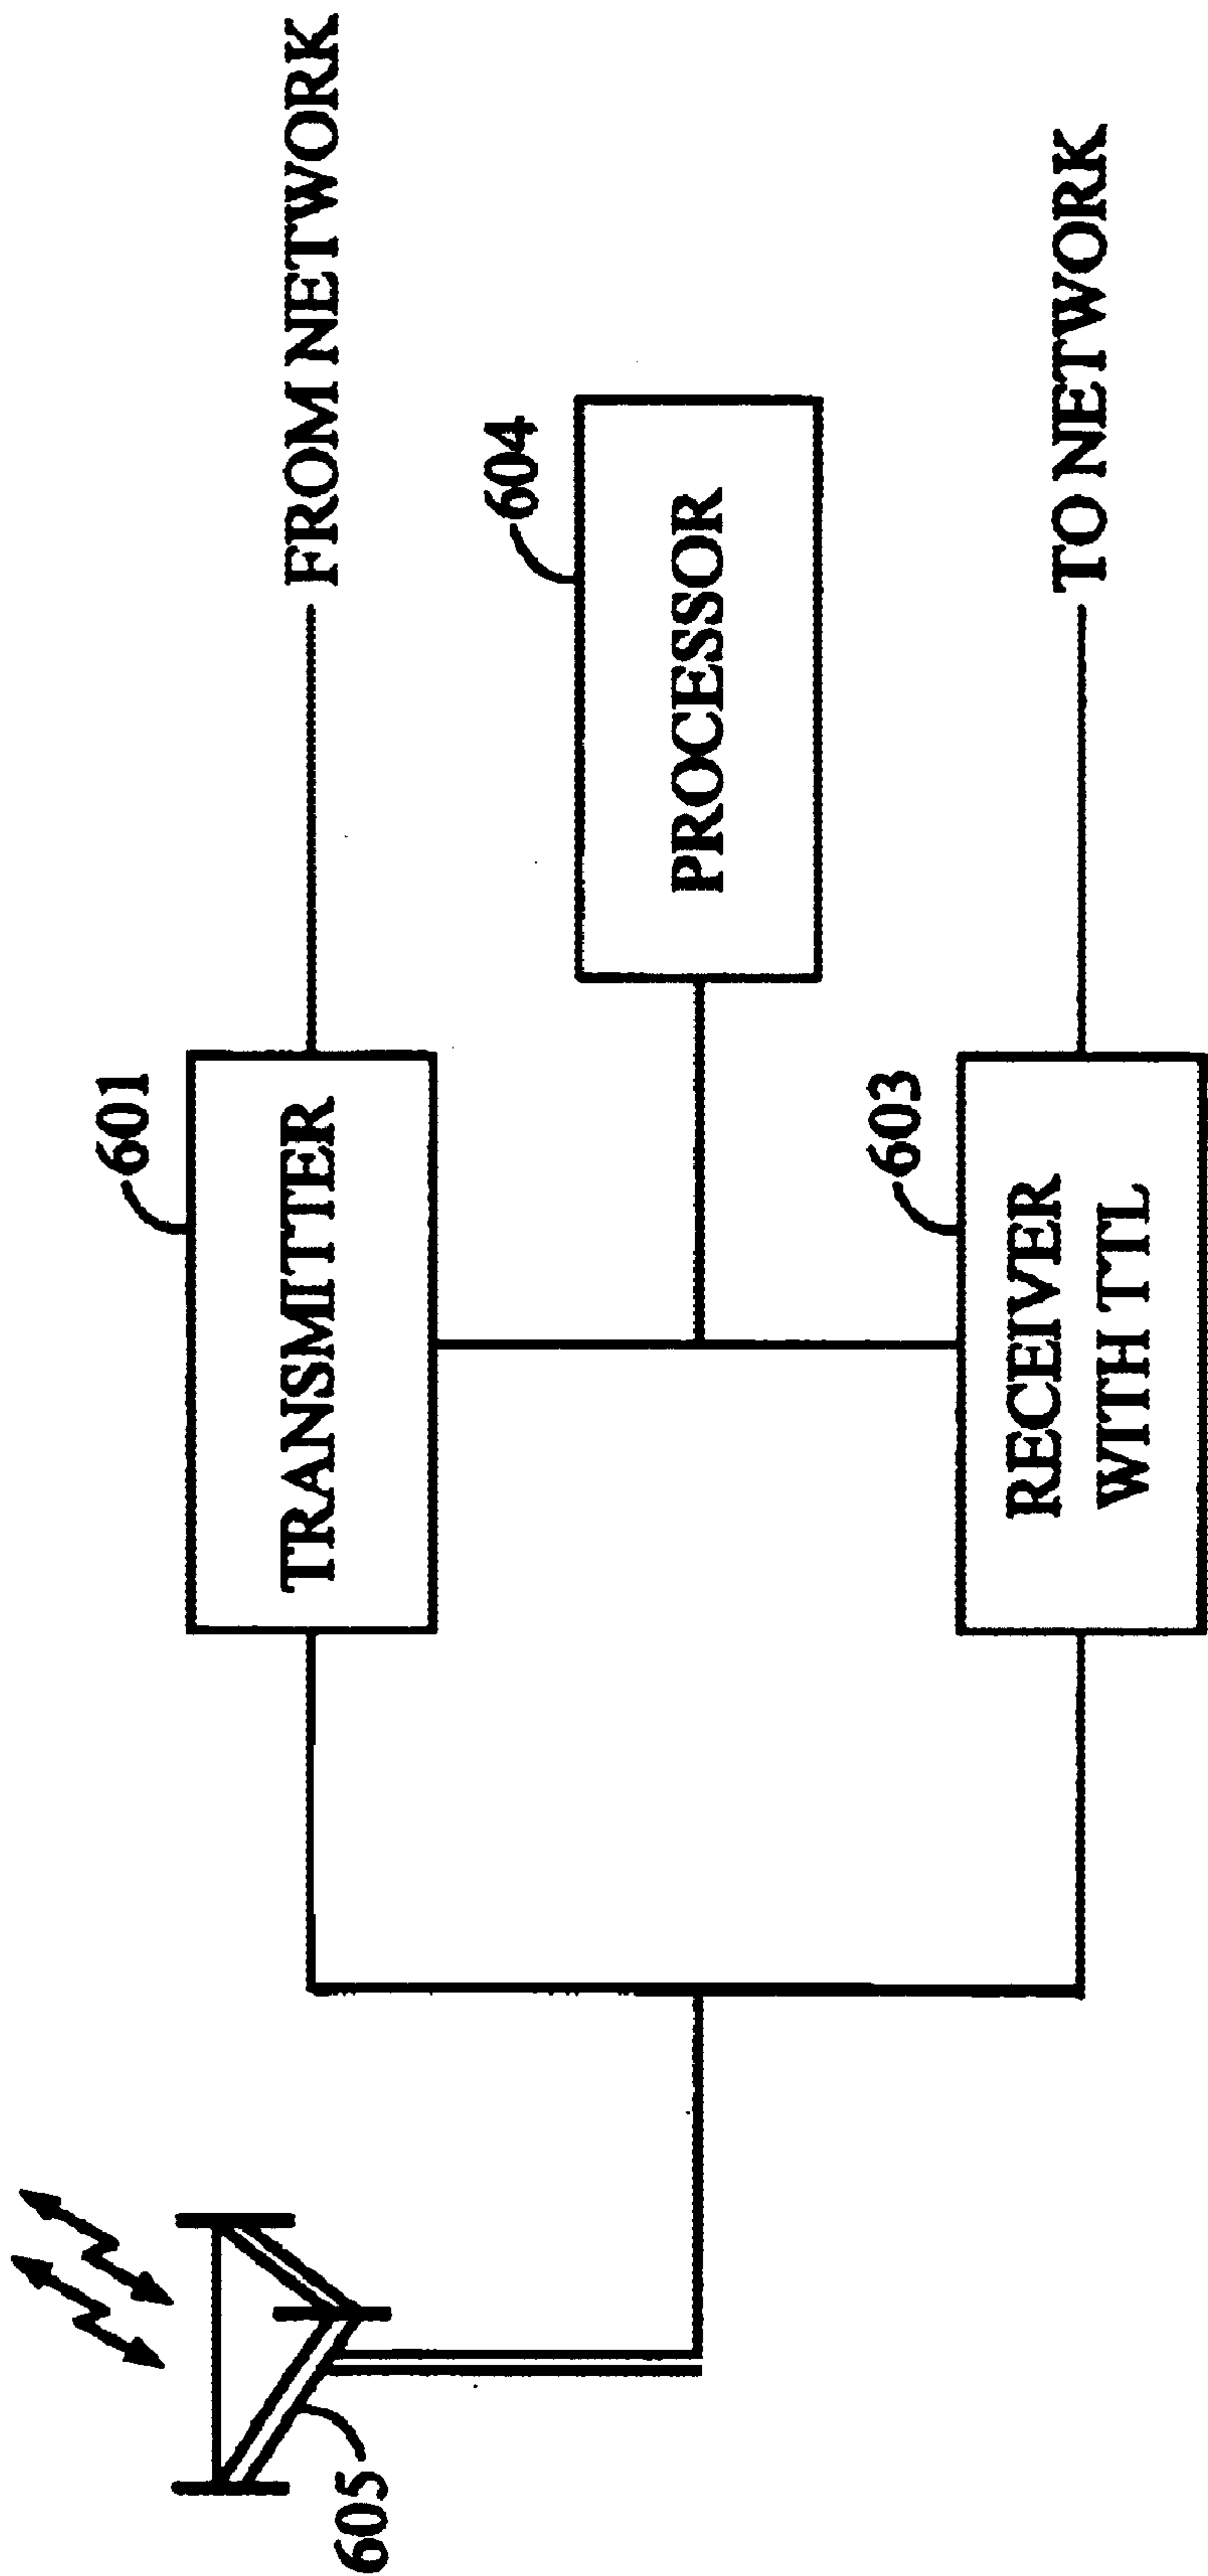 601
TRANSMITTER
FROM NETWORK
604
PROCESSOR
603
RECEIVER
WITH TTL
TO NETWORK
605